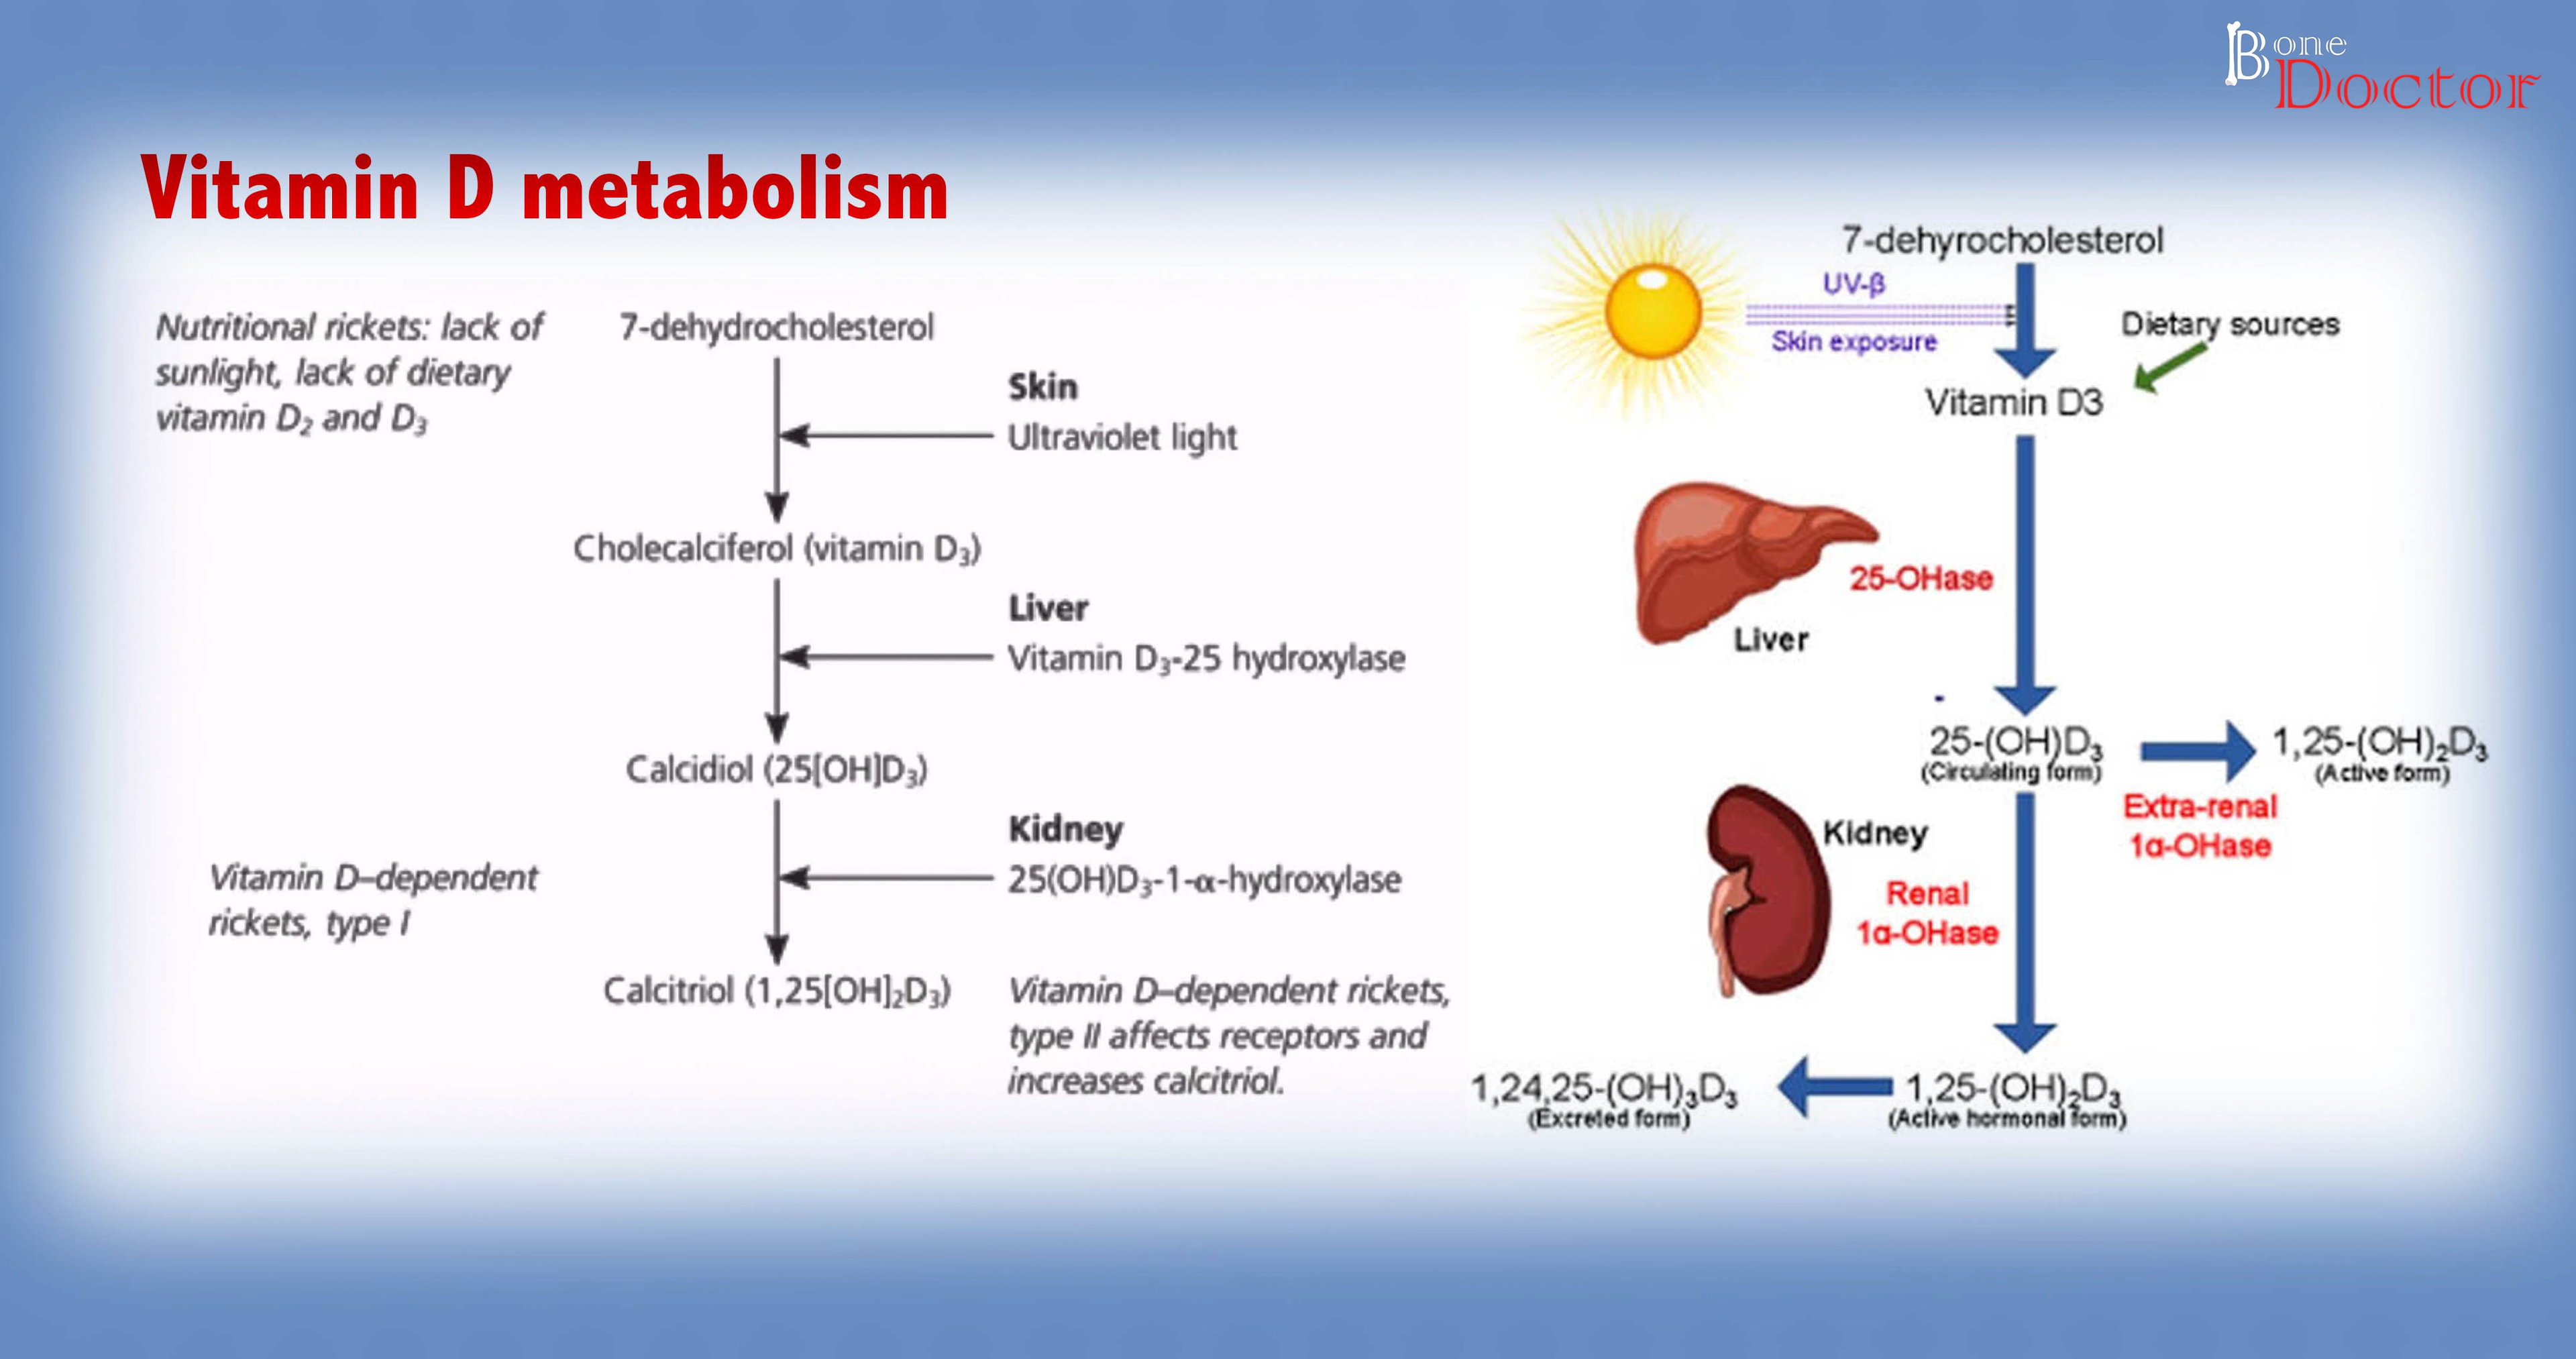 Bone
Doctor
Vitamin D metabolism
Nutritional rickets: lack of
sunlight, lack of dietary
vitamin D₂ and D₃
7-dehydrocholesterol
Skin
Ultraviolet light
Cholecalciferol (vitamin D₃)
Liver
Vitamin D₃-25 hydroxylase
Calcidiol (25[OH]D₃)
Kidney
25(OH)D₃-1-α-hydroxylase
Vitamin D–dependent
rickets, type I
Calcitriol (1,25[OH]₂D₃)
Vitamin D–dependent rickets,
type II affects receptors and
increases calcitriol.
7-dehyrocholesterol
UV-β
Skin exposure
Dietary sources
Vitamin D3
25-OHase
Liver
-
25-(OH)D₃
(Circulating form)
1,25-(OH)₂D₃
(Active form)
Extra-renal
1α-OHase
Kidney
Renal
1α-OHase
1,24,25-(OH)₃D₃
(Excreted form)
1,25-(OH)₂D₃
(Active hormonal form)